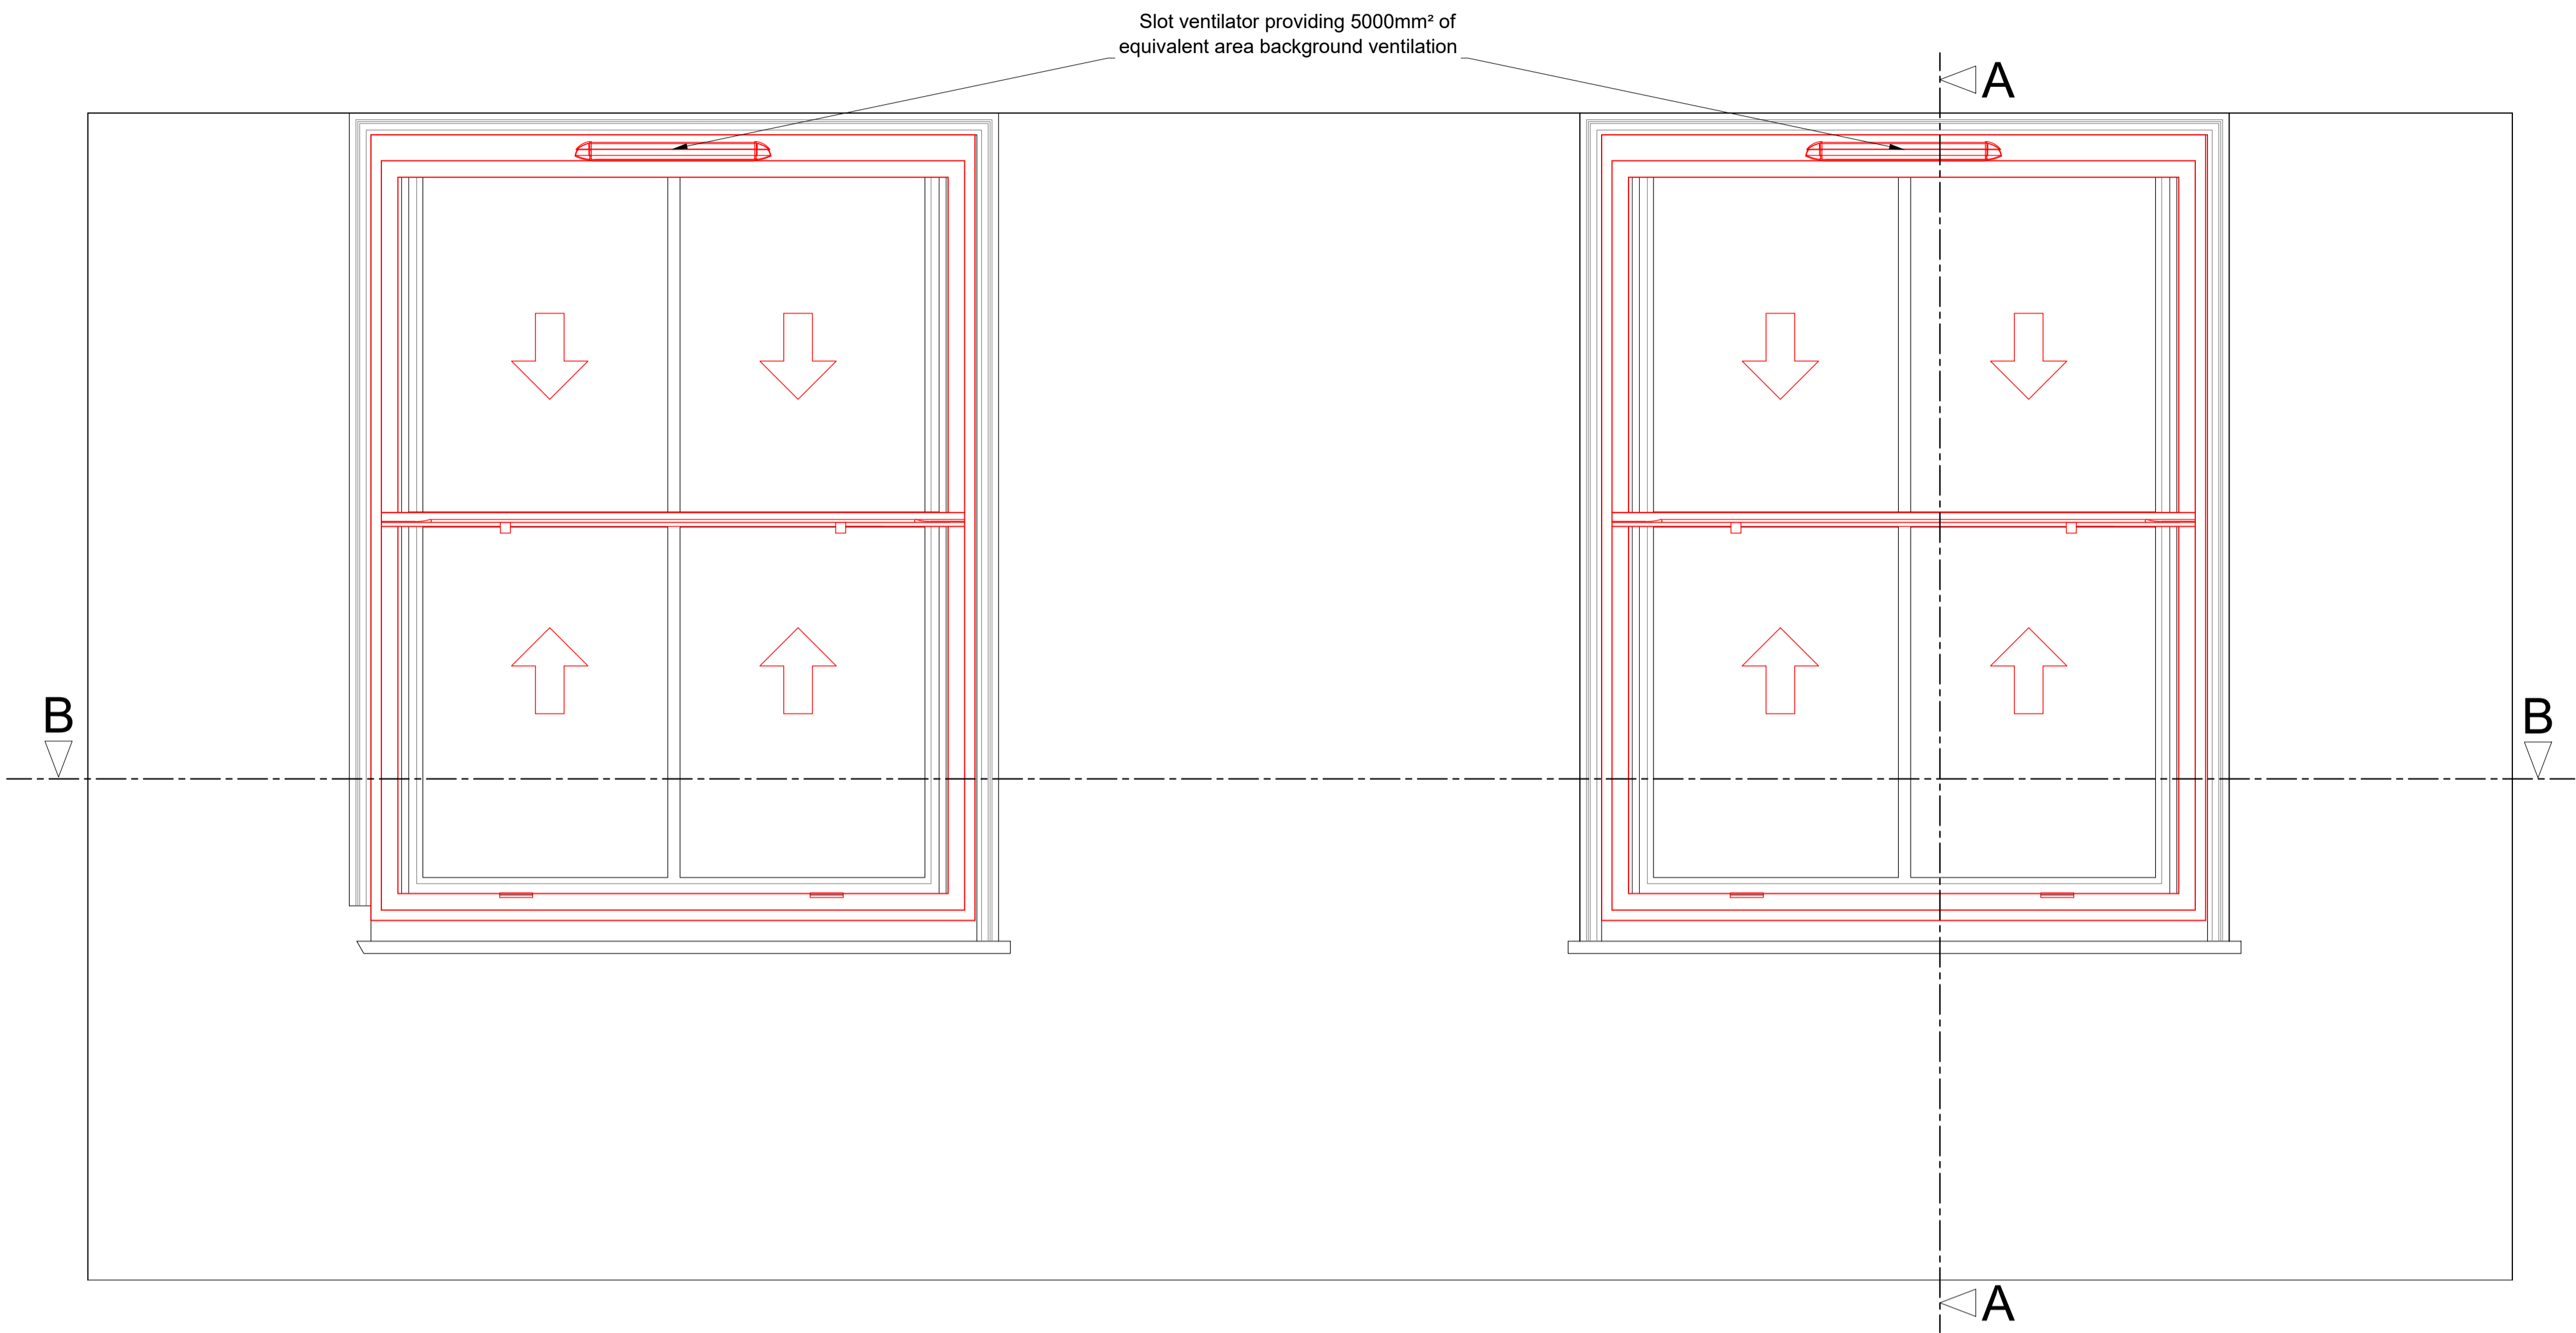 Slot ventilator providing 5000mm² of
equivalent area background ventilation
A
B
B
A